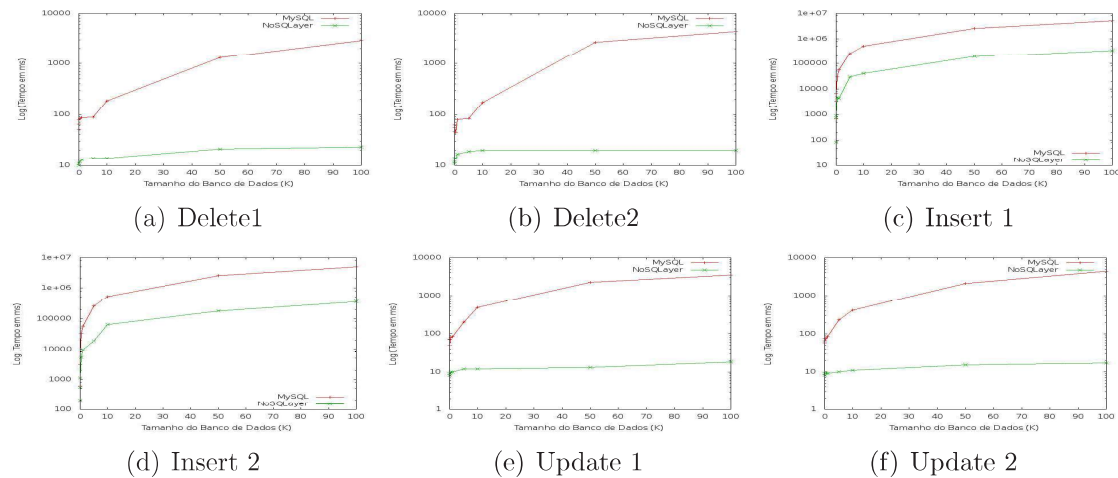 10000
1000
100
10
Log(Tempo em ms)
MySQL
NoSQLayer
0 10 20 30 40 50 60 70 80 90 100
Tamanho do Banco de Dados (K)
(a) Delete1
10000
1000
100
10
Log(Tempo em ms)
MySQL
NoSQLayer
0 10 20 30 40 50 60 70 80 90 100
Tamanho do Banco de Dados (K)
(b) Delete2
1e+07
1e+06
100000
10000
1000
100
10
Log(Tempo em ms)
MySQL
NoSQLayer
0 10 20 30 40 50 60 70 80 90 100
Tamanho do Banco de Dados (K)
(c) Insert 1
1e+07
1e+06
100000
10000
1000
100
Log (Tempo em ms)
MySQL
NoSQLayer
0 10 20 30 40 50 60 70 80 90 100
Tamanho do Banco de Dados (K)
(d) Insert 2
10000
1000
100
10
1
Log (Tempo em ms)
MySQL
NoSQLayer
0 10 20 30 40 50 60 70 80 90 100
Tamanho do Banco de Dados (K)
(e) Update 1
10000
1000
100
10
1
Log (Tempo em ms)
MySQL
NoSQLayer
0 10 20 30 40 50 60 70 80 90 100
Tamanho do Banco de Dados (K)
(f) Update 2